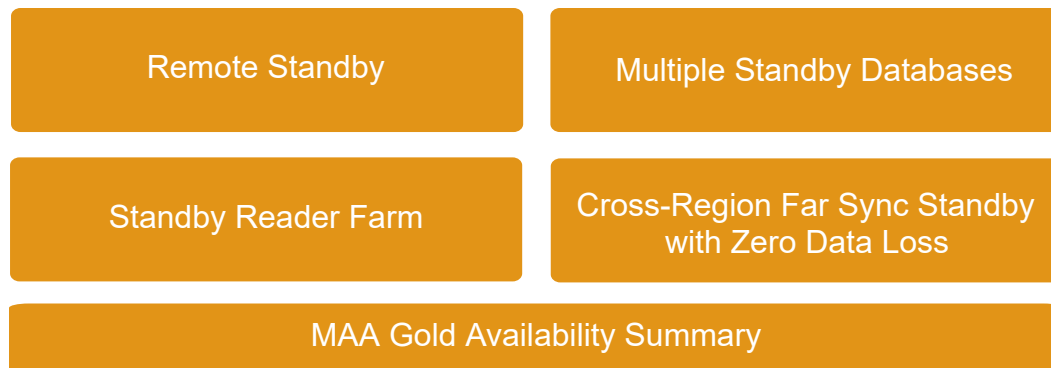 Remote Standby
Multiple Standby Databases
Standby Reader Farm
Cross-Region Far Sync Standby
with Zero Data Loss
MAA Gold Availability Summary